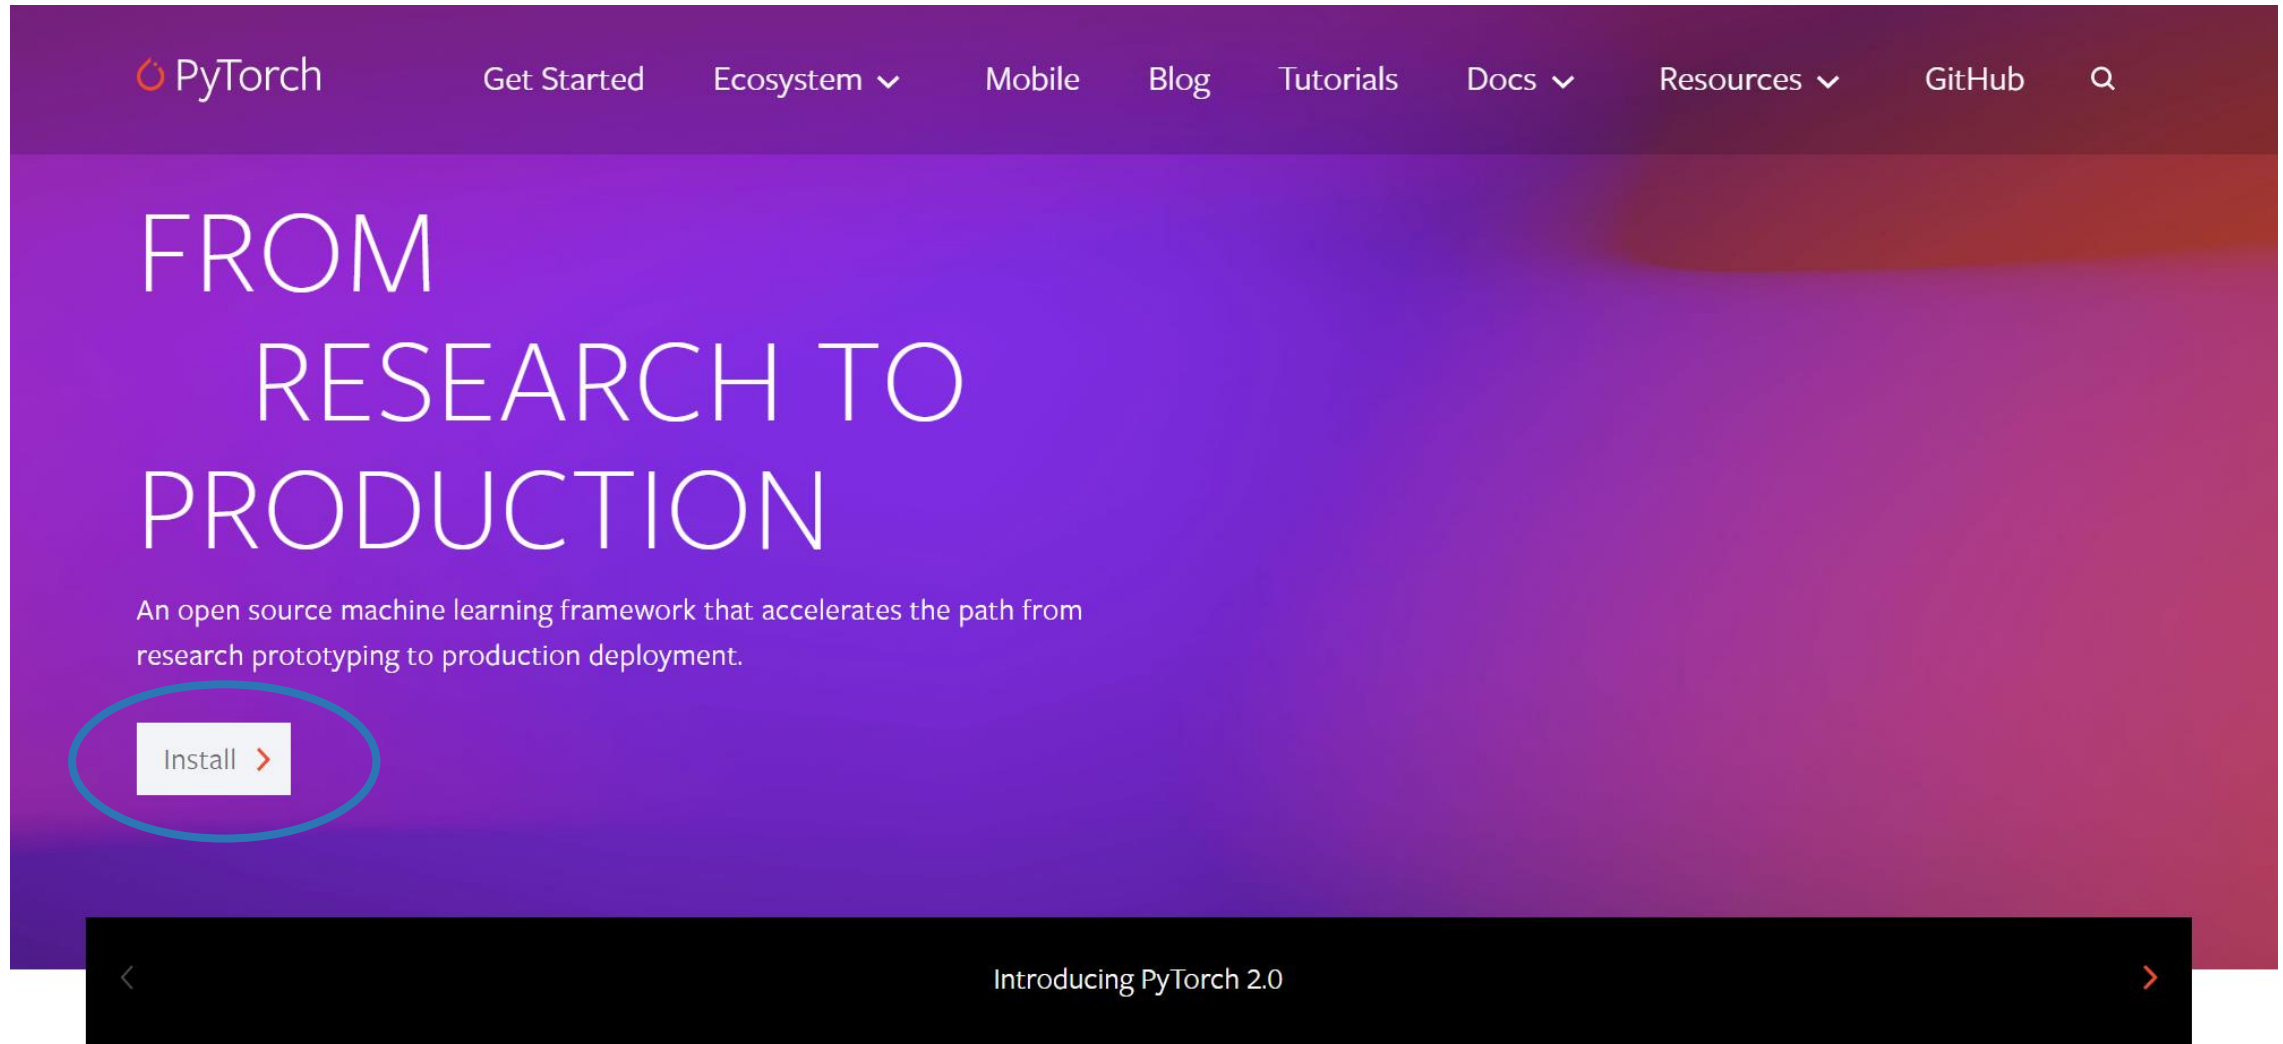 PyTorch Get Started Ecosystem Mobile Blog Tutorials Docs Resources GitHub
FROM
RESEARCH TO
PRODUCTION
An open source machine learning framework that accelerates the path from
research prototyping to production deployment.
Install
Introducing PyTorch 2.0